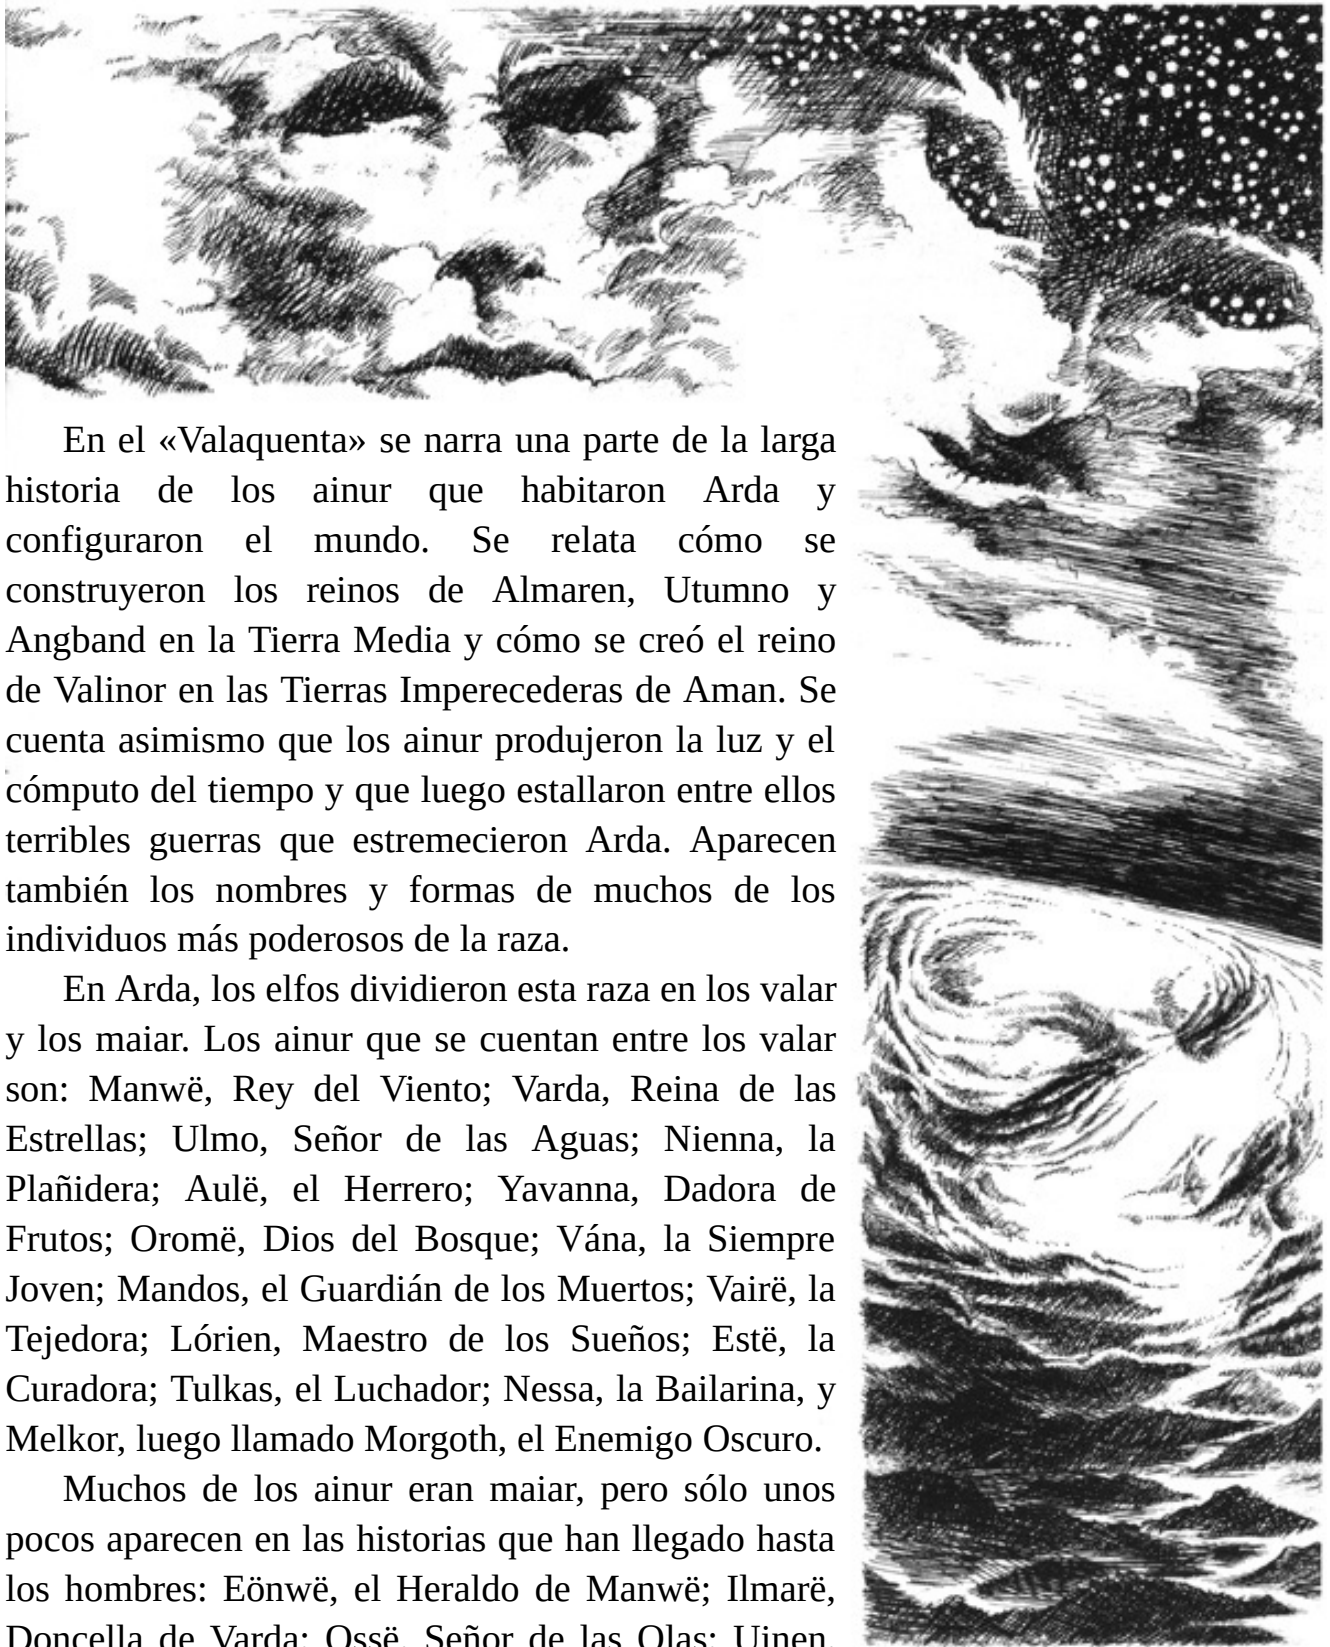 En el «Valaquenta» se narra una parte de la larga
historia de los ainur que habitaron Arda y
configuraron el mundo. Se relata cómo se
construyeron los reinos de Almaren, Utumno y
Angband en la Tierra Media y cómo se creó el reino
de Valinor en las Tierras Imperecederas de Aman. Se
cuenta asimismo que los ainur produjeron la luz y el
cómputo del tiempo y que luego estallaron entre ellos
terribles guerras que estremecieron Arda. Aparecen
también los nombres y formas de muchos de los
individuos más poderosos de la raza.
En Arda, los elfos dividieron esta raza en los valar
y los maiar. Los ainur que se cuentan entre los valar
son: Manwë, Rey del Viento; Varda, Reina de las
Estrellas; Ulmo, Señor de las Aguas; Nienna, la
Plañidera; Aulë, el Herrero; Yavanna, Dadora de
Frutos; Oromë, Dios del Bosque; Vána, la Siempre
Joven; Mandos, el Guardián de los Muertos; Vairë, la
Tejedora; Lórien, Maestro de los Sueños; Estë, la
Curadora; Tulkas, el Luchador; Nessa, la Bailarina, y
Melkor, luego llamado Morgoth, el Enemigo Oscuro.
Muchos de los ainur eran maiar, pero sólo unos
pocos aparecen en las historias que han llegado hasta
los hombres: Eönwë, el Heraldo de Manwë; Ilmarë,
Doncella de Varda; Ossë, Señor de las Olas; Uinen,